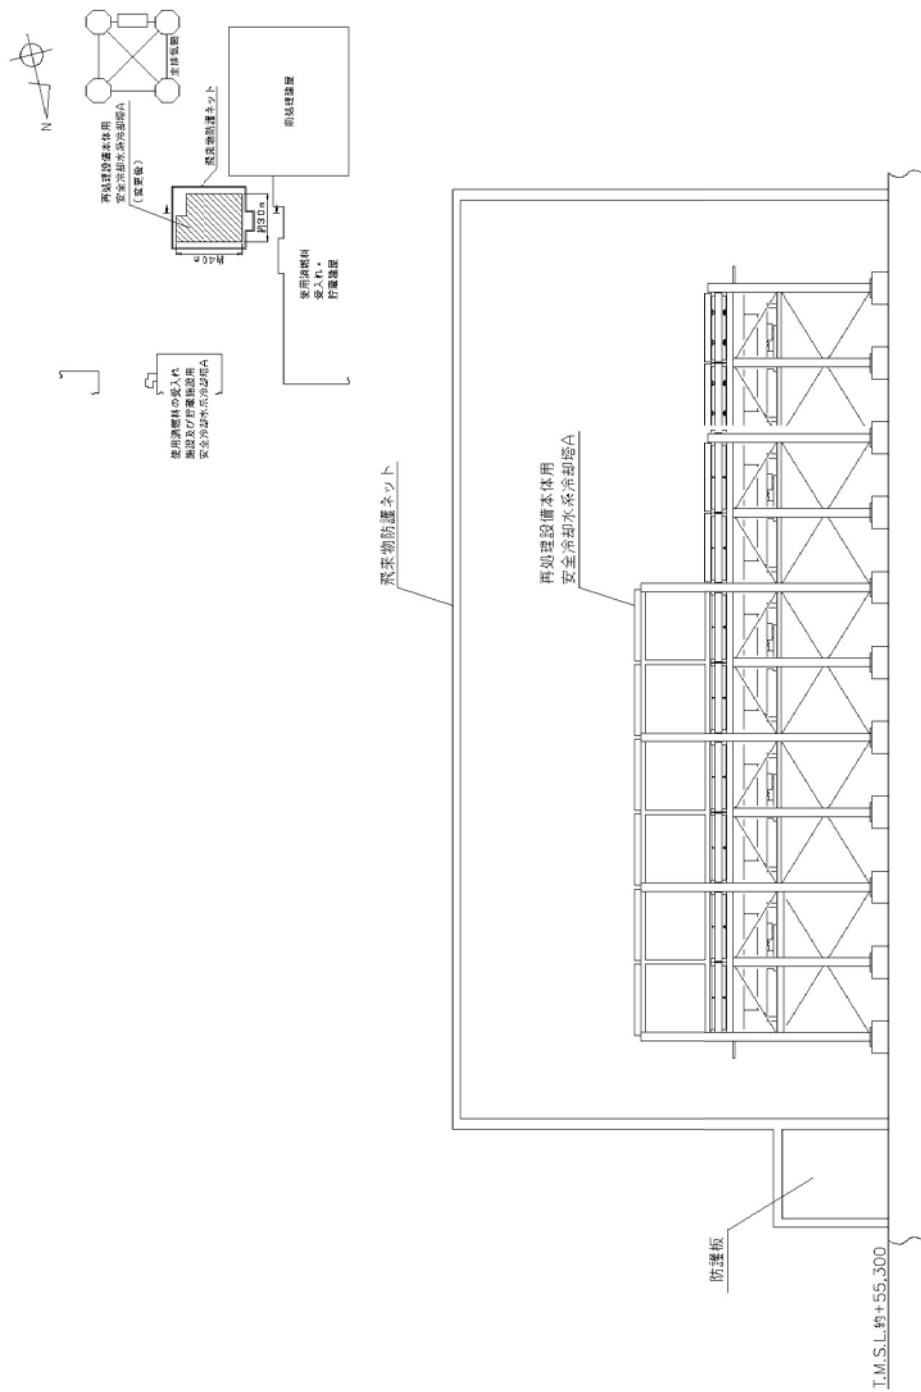 N
主排気筒
再処理設備本体用
安全冷却水系冷却塔A
(変更後)
飛来物防護ネット
前処理建屋
約40m
約30m
使用済燃料
受入れ・
貯蔵建屋
使用済燃料の受入れ
施設及び貯蔵施設用
安全冷却水系冷却塔A
飛来物防護ネット
再処理設備本体用
安全冷却水系冷却塔A
防護板
T.M.S.L.約+55,300